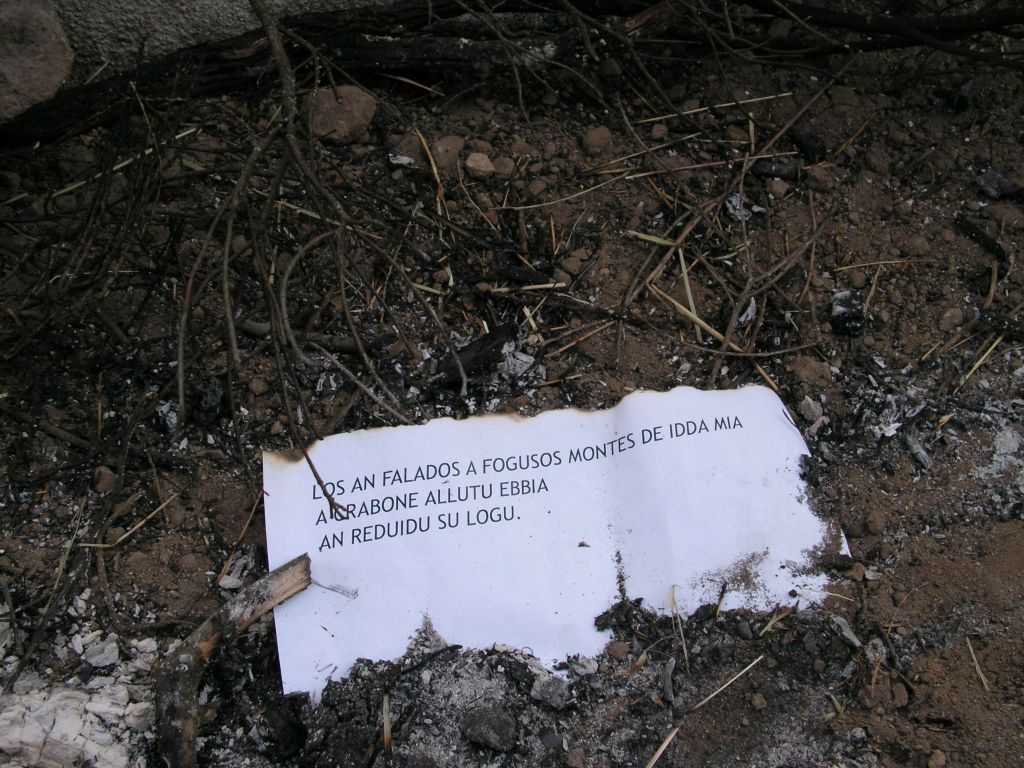 LOS AN FALADOS A FOGUSOS MONTES DE IDDA MIA
A CRABONE ALLUTU EBBIA
AN REDUIDU SU LOGU.